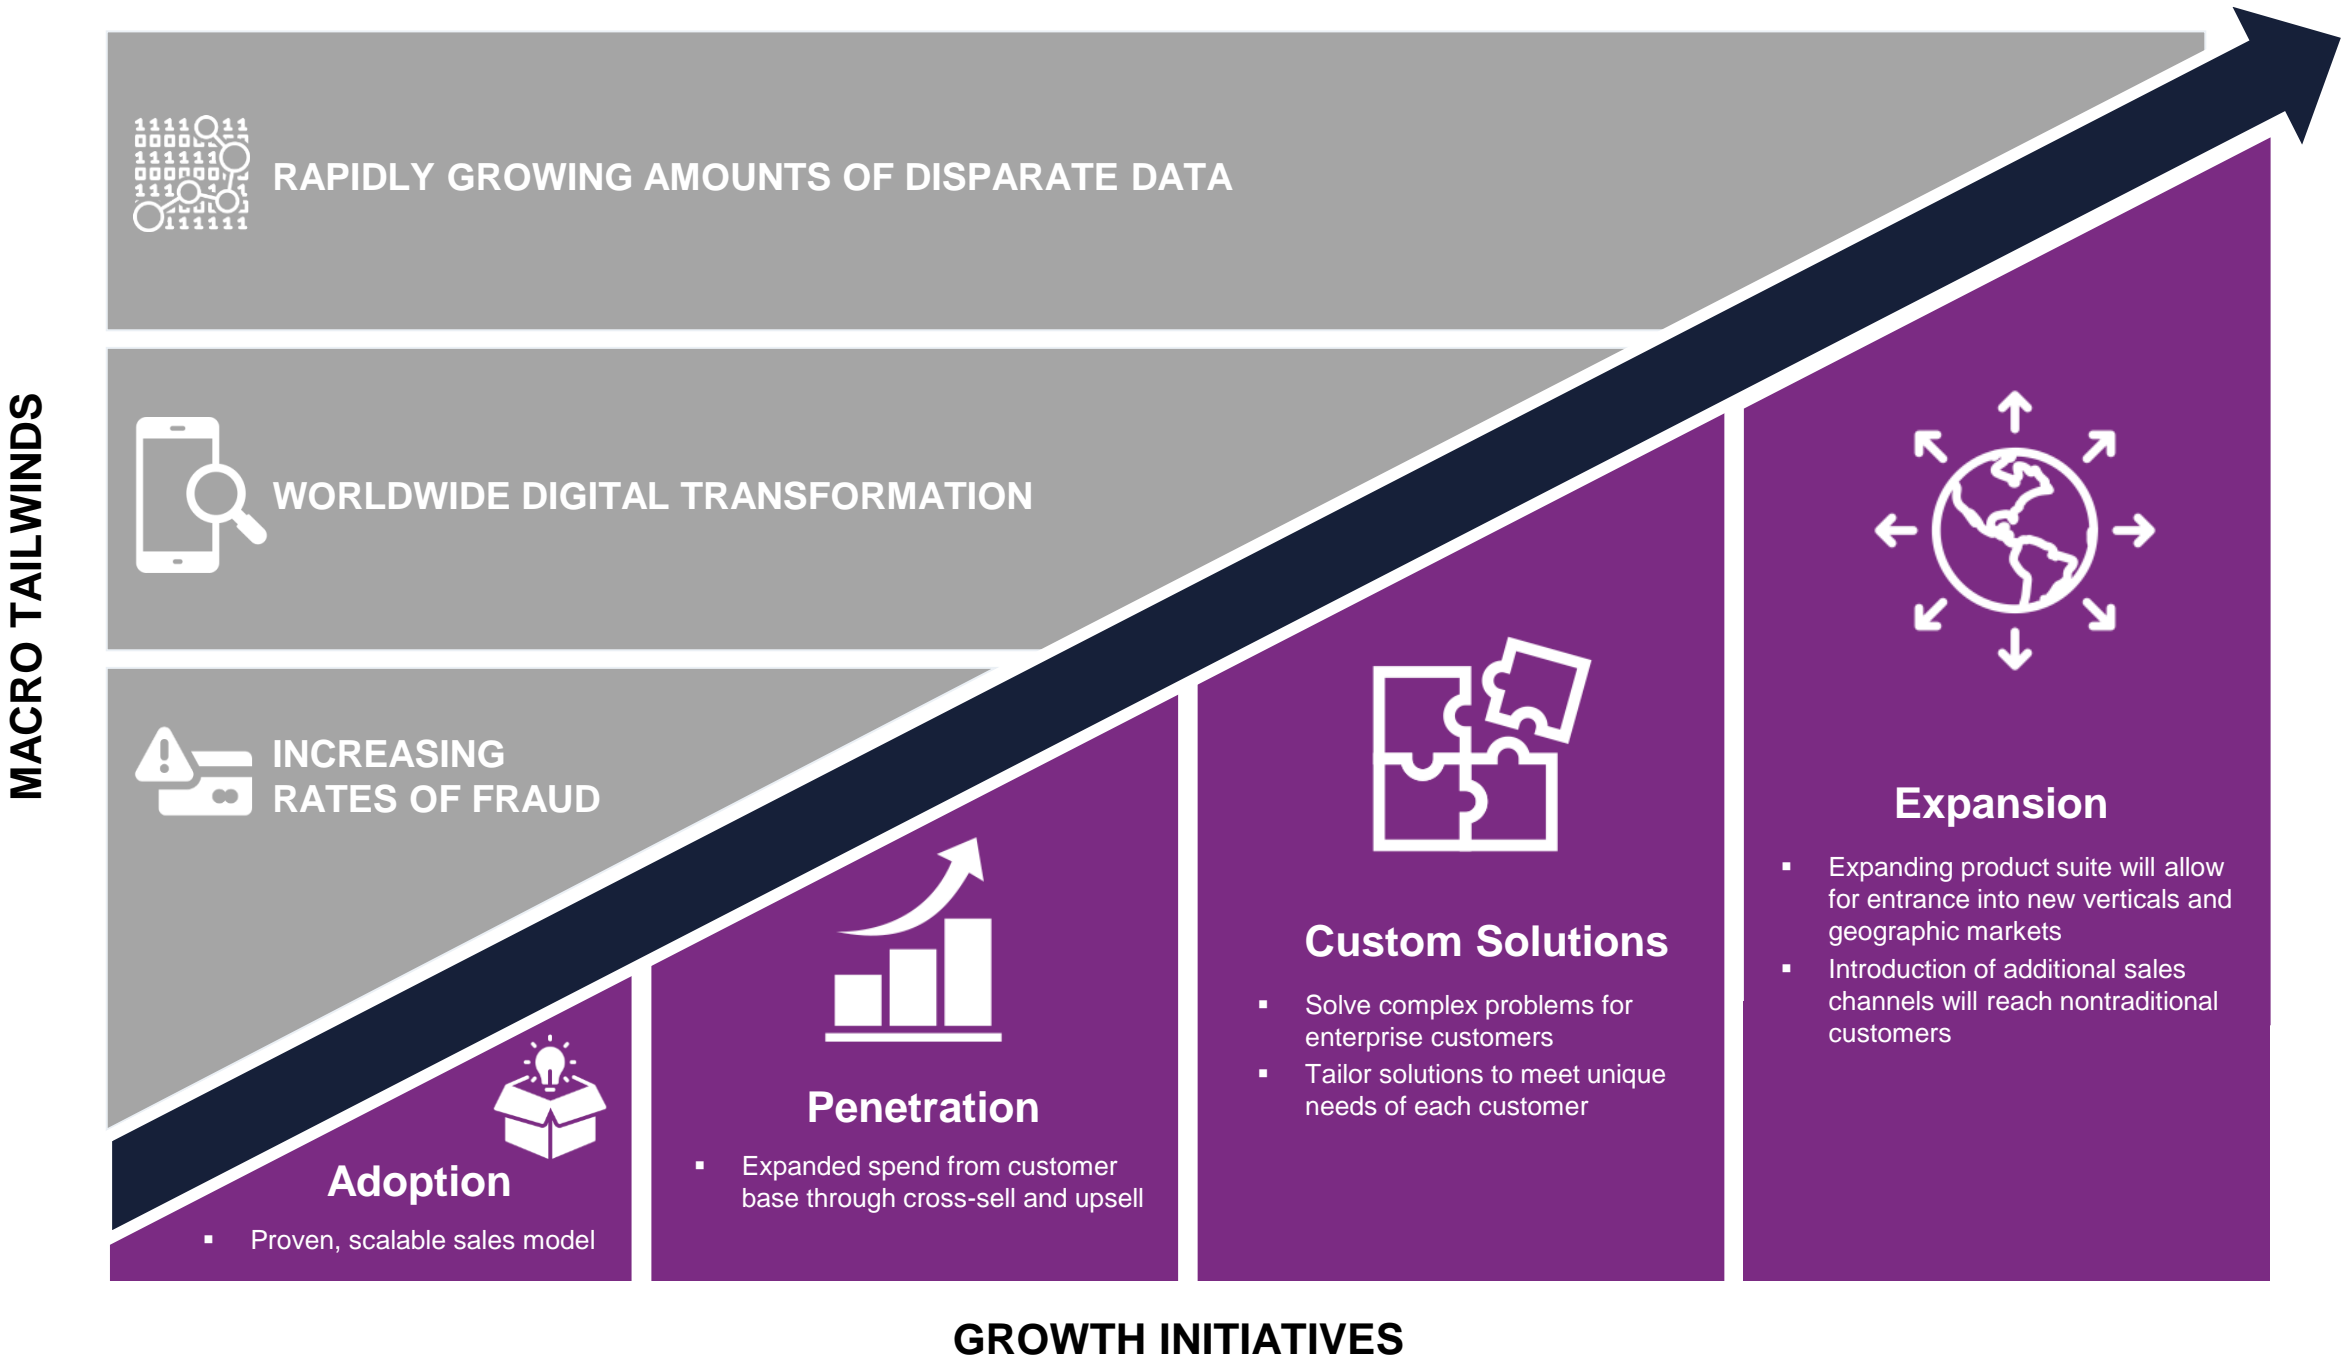 MACRO TAILWINDS
RAPIDLY GROWING AMOUNTS OF DISPARATE DATA
WORLDWIDE DIGITAL TRANSFORMATION
INCREASING
RATES OF FRAUD
Adoption
▪ Proven, scalable sales model
Penetration
▪ Expanded spend from customer
base through cross-sell and upsell
Custom Solutions
▪ Solve complex problems for
enterprise customers
▪ Tailor solutions to meet unique
needs of each customer
Expansion
▪ Expanding product suite will allow
for entrance into new verticals and
geographic markets
▪ Introduction of additional sales
channels will reach nontraditional
customers
GROWTH INITIATIVES